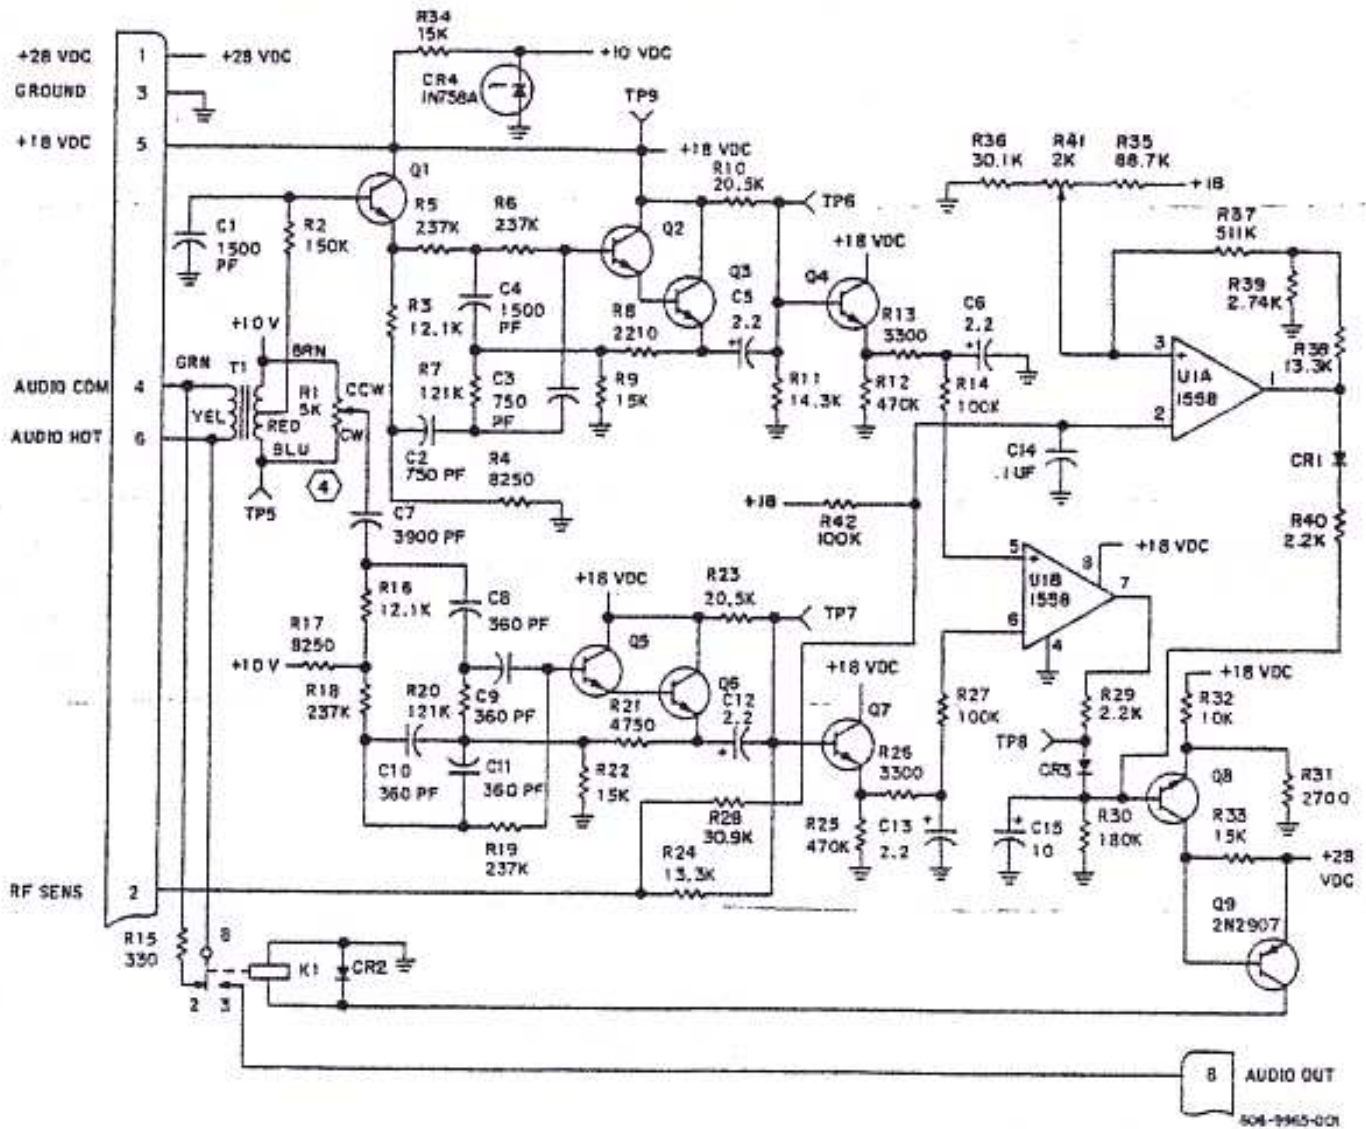 +28 VDC 1 +28 VDC
GROUND 3
+18 VDC 5
AUDIO COM 4
AUDIO HOT 6
RF SENS 2
R34
15K
+10 VDC
CR4
1N758A
TP9
+18 VDC
Q1
C1
1500
PF
R2
150K
R5
237K
R6
237K
Q2
R10
20.5K
TP6
+18 VDC
Q3
Q4
R3
12.1K
C4
1500
PF
R8
2210
C5
2.2
+
R13
3300
C6
2.2
+
R36
30.1K
R41
2K
R35
88.7K
+18
R37
511K
R39
2.74K
R38
13.3K
3
+
U1A
1558
1
2
+10V
GRN
T1
BRN
YEL
RED
BLU
R1
5K
CCW
CW
4
TP5
R7
121K
C3
750
PF
R9
15K
C2
750 PF
R4
8250
R11
14.3K
R12
470K
R14
100K
C14
.1UF
CR1
R40
2.2K
+18
R42
100K
C7
3900 PF
R16
12.1K
C8
360 PF
+18 VDC
R23
20.5K
TP7
5
+
U1B
1558
8
+18 VDC
7
6
4
R17
8250
+10V
R18
237K
R20
121K
C9
360 PF
Q5
R21
4750
Q6
C12
2.2
+
+18 VDC
Q7
R26
3300
R27
100K
R29
2.2K
TP8
CR3
+18 VDC
R32
10K
Q8
R31
2700
C10
360 PF
C11
360 PF
R22
15K
R28
30.9K
R19
237K
R24
13.3K
R25
470K
C13
2.2
+
C15
10
+
R30
180K
R33
15K
+28
VDC
Q9
2N2907
R15
330
8
K1
CR2
2 3
8 AUDIO OUT
604-9965-001